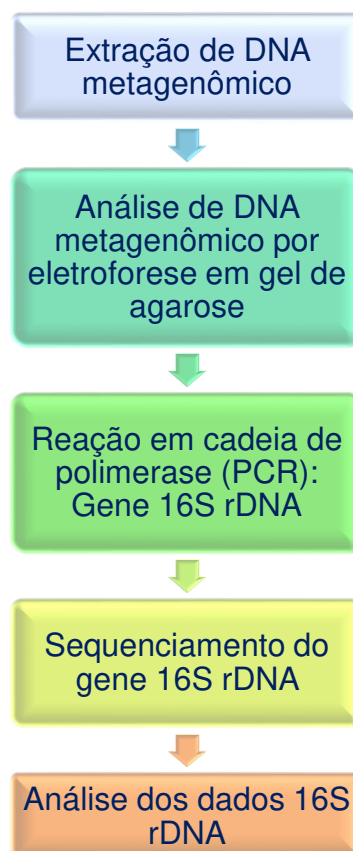 Extração de DNA
metagenômico
Análise de DNA
metagenômico por
eletroforese em gel de
agarose
Reação em cadeia de
polimerase (PCR):
Gene 16S rDNA
Sequenciamento do
gene 16S rDNA
Análise dos dados 16S
rDNA